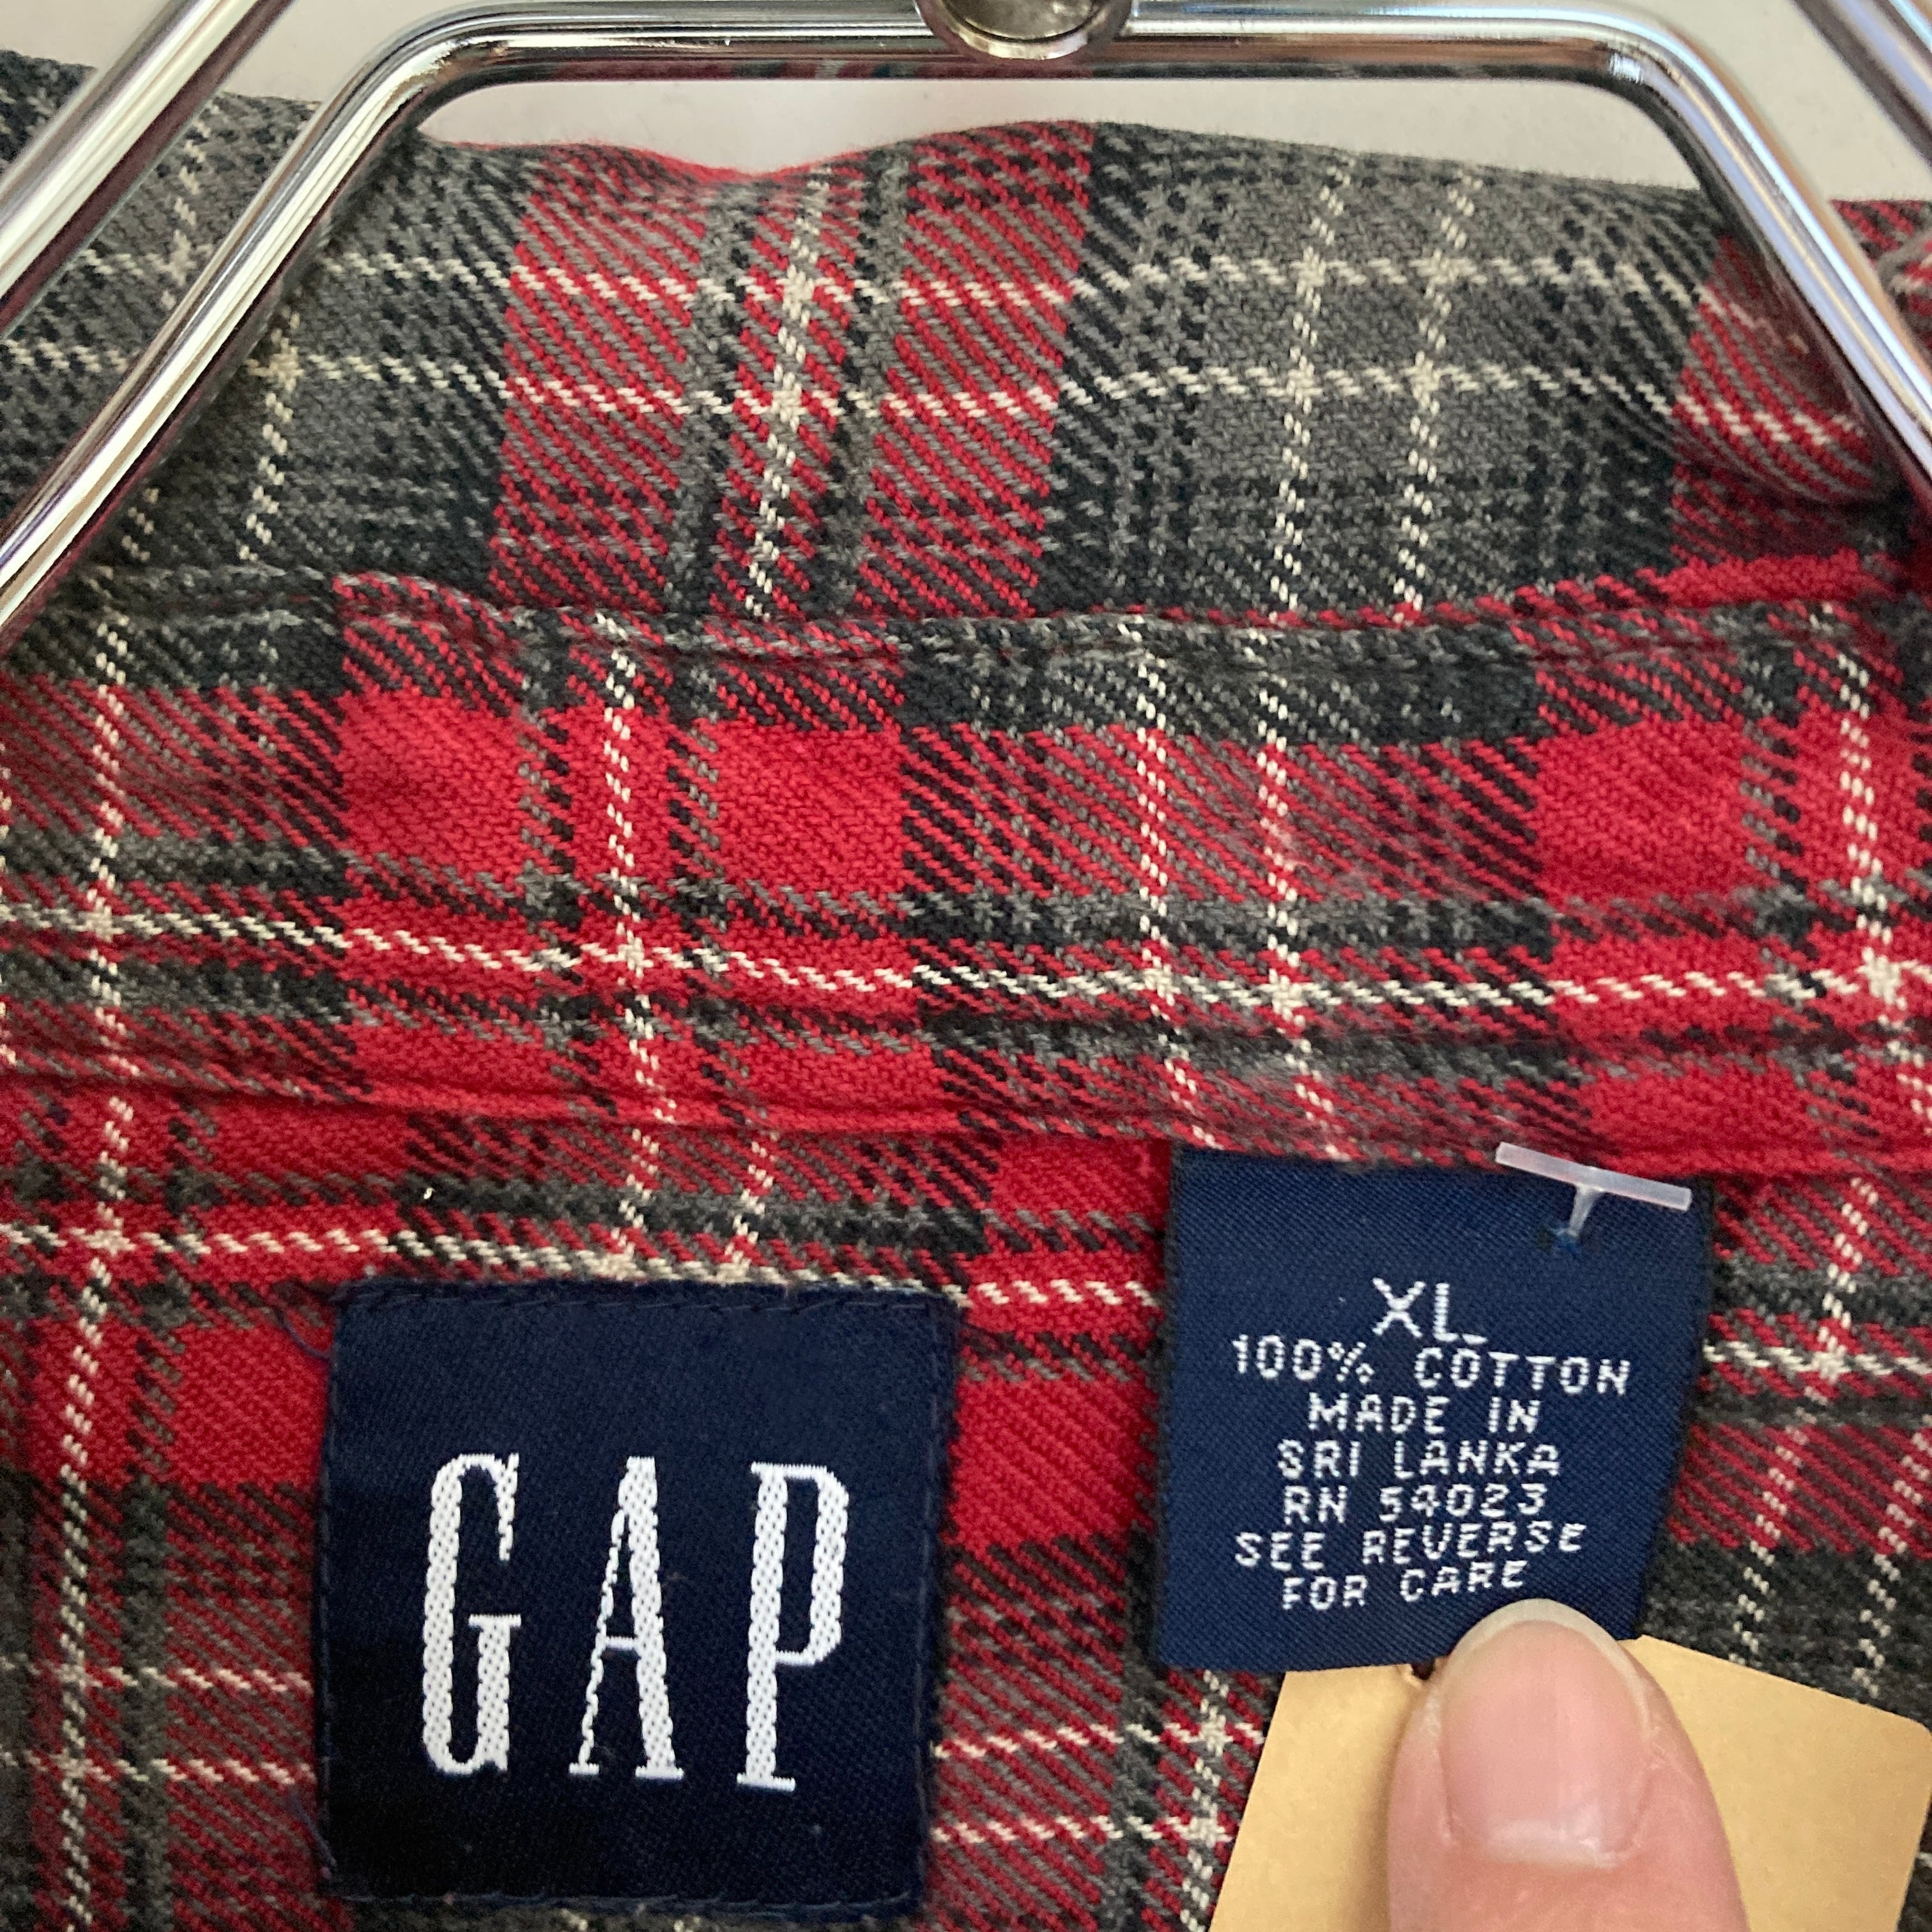 GAP
XL
100% COTTON
MADE IN
SRI LANKA
RN 54023
SEE REVERSE
FOR CARE